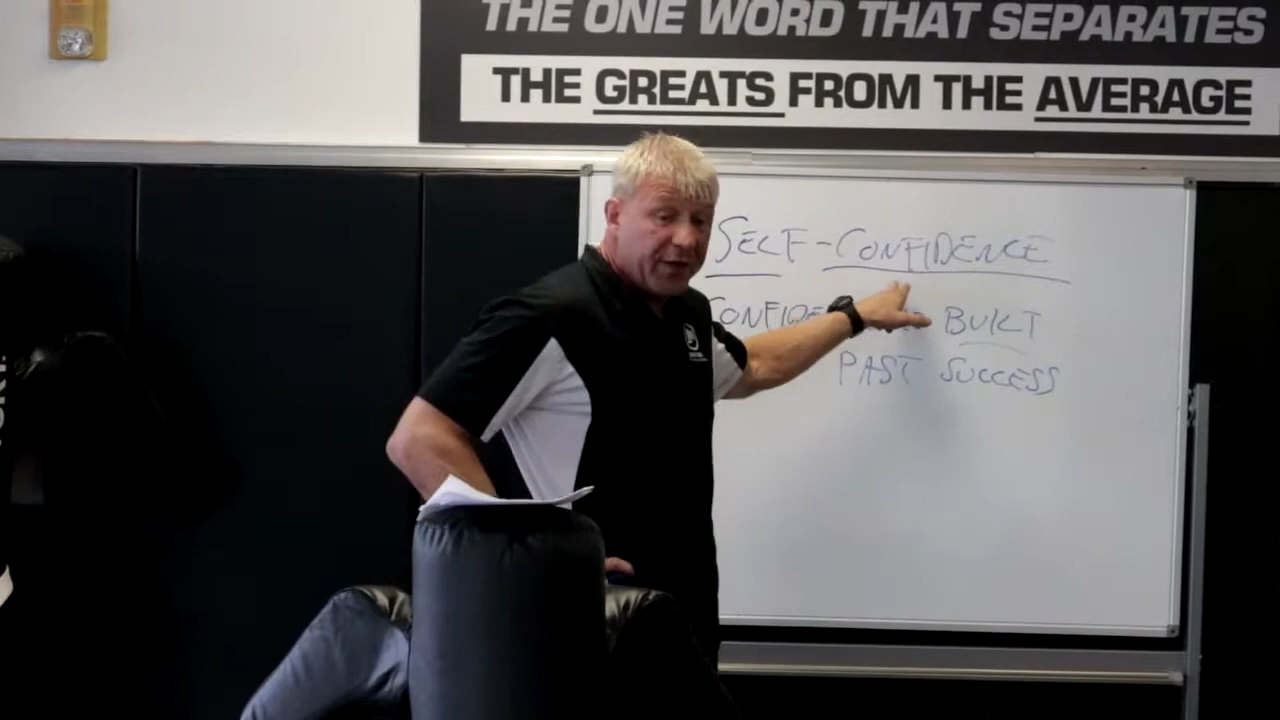 THE ONE WORD THAT SEPARATES
THE GREATS FROM THE AVERAGE
SELF-CONFIDENCE
BUILT
PAST SUCCESS